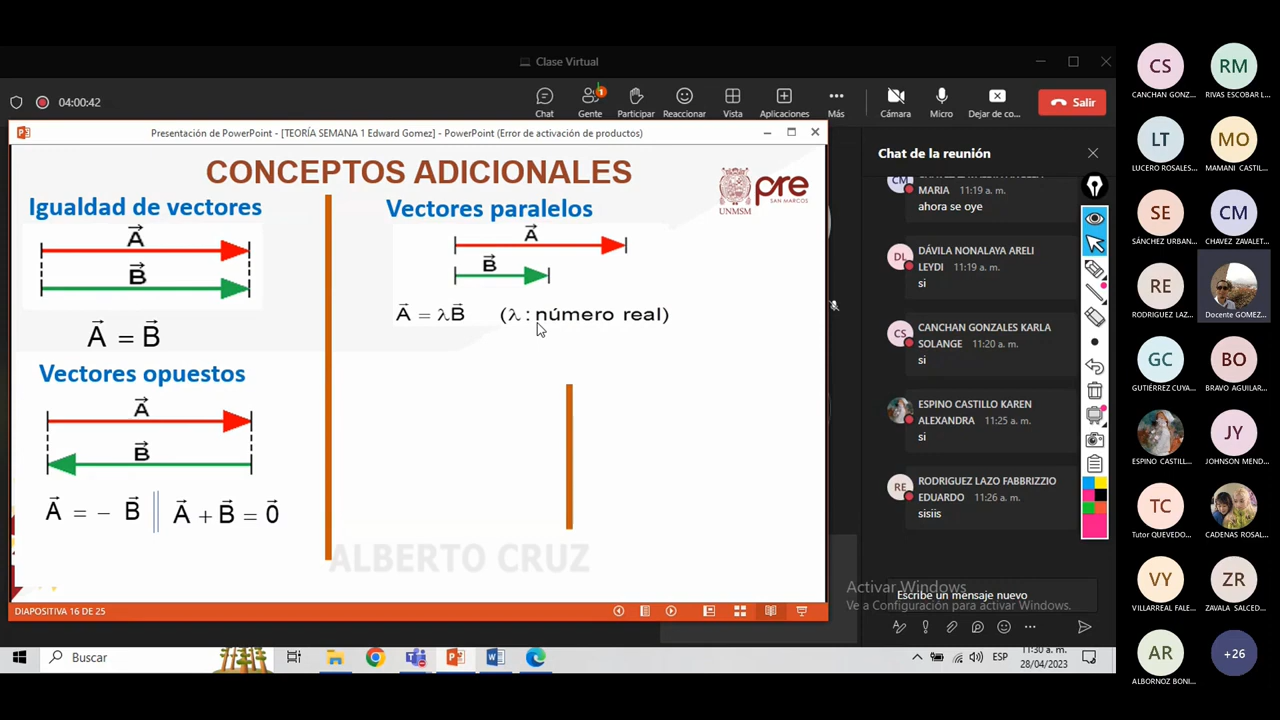 Clase Virtual
04:00:42
Chat
Gente
1
Participar
Reaccionar
Vista
Aplicaciones
Más
Cámara
Micro
Dejar de co...
Salir
Presentación de PowerPoint - [TEORÍA SEMANA 1 Edward Gomez] - PowerPoint (Error de activación de productos)
CONCEPTOS ADICIONALES
UNMSM
pre
SAN MARCOS
Igualdad de vectores
A⃗
B⃗
A⃗ = B⃗
Vectores opuestos
A⃗
B⃗
A⃗ = − B⃗ || A⃗ + B⃗ = 0⃗
Vectores paralelos
A⃗
B⃗
A⃗ = λB⃗ (λ : número real)
ALBERTO CRUZ
DIAPOSITIVA 16 DE 25
Chat de la reunión
CM
MARIA 11:19 a. m.
ahora se oye
DL
DÁVILA NONALAYA ARELI
LEYDI 11:19 a. m.
si
CS
CANCHAN GONZALES KARLA
SOLANGE 11:20 a. m.
si
ESPINO CASTILLO KAREN
ALEXANDRA 11:25 a. m.
si
RE
RODRIGUEZ LAZO FABBRIZZIO
EDUARDO 11:26 a. m.
sisiis
Activar Windows
Ve a Configuración para activar Windows.
Escribe un mensaje nuevo
CS
CANCHAN GONZ...
RM
RIVAS ESCOBAR L...
LT
LUCERO ROSALES...
MO
MAMANI CASTIL...
SE
SÁNCHEZ URBAN...
CM
CHAVEZ ZAVALET...
RE
RODRIGUEZ LAZ...
Docente GOMEZ...
GC
GUTIÉRREZ CUYA...
BO
BRAVO AGUILAR...
ESPINO CASTILL...
JY
JOHNSON MEND...
TC
Tutor QUEVEDO...
CADENAS ROSAL...
VY
VILLARREAL FALE...
ZR
ZAVALA SALCED...
AR
ALBORNOZ BONI...
+26
Buscar
ESP
11:30 a. m.
28/04/2023